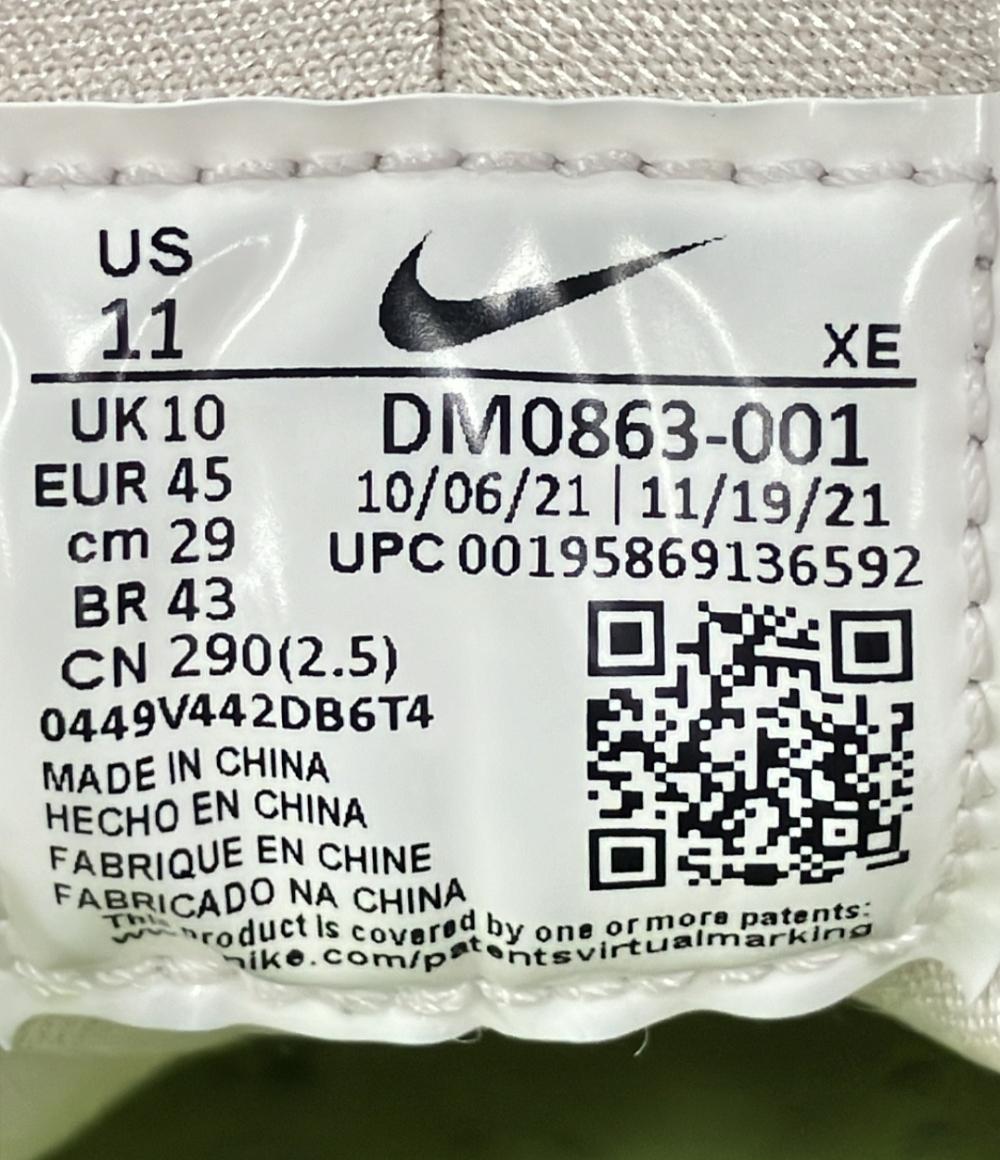 US
11
XE
UK 10
EUR 45
cm 29
BR 43
CN 290(2.5)
DM0863-001
10/06/21 | 11/19/21
UPC 00195869136592
0449V442DB6T4
MADE IN CHINA
HECHO EN CHINA
FABRIQUE EN CHINE
FABRICADO NA CHINA
This product is covered by one or more patents:
nike.com/patentsvirtualmarking